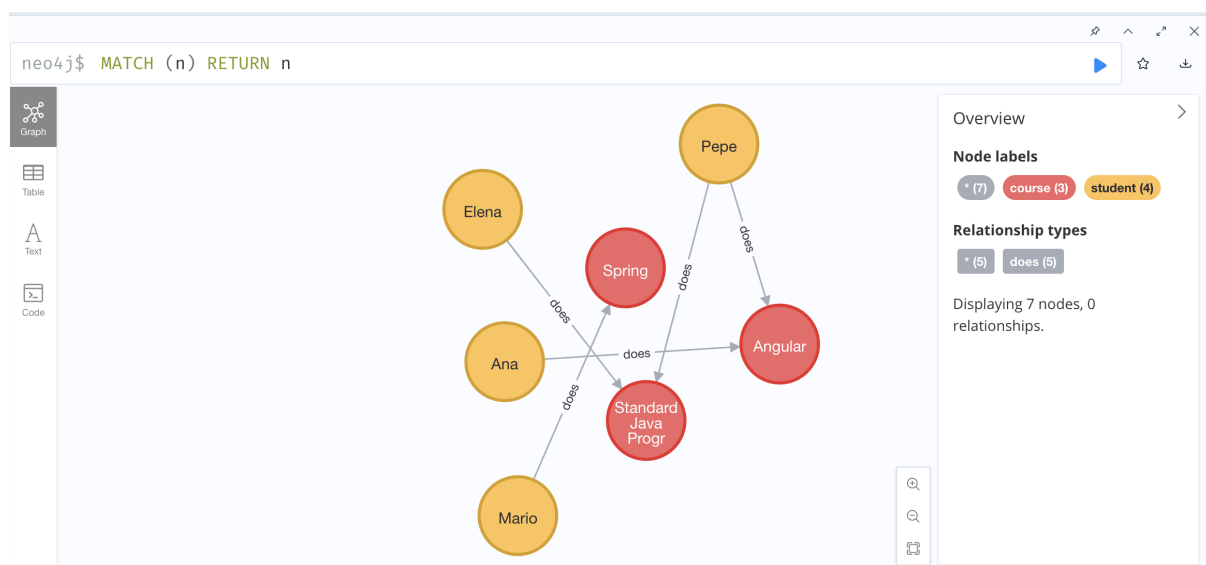 neo4j$ MATCH (n) RETURN n
Graph
Table
Text
Code
Pepe
Elena
does
Spring
does
does
Angular
Ana
does
does
Standard
Java
Progr
Mario
Overview
Node labels
* (7) course (3) student (4)
Relationship types
* (5) does (5)
Displaying 7 nodes, 0
relationships.